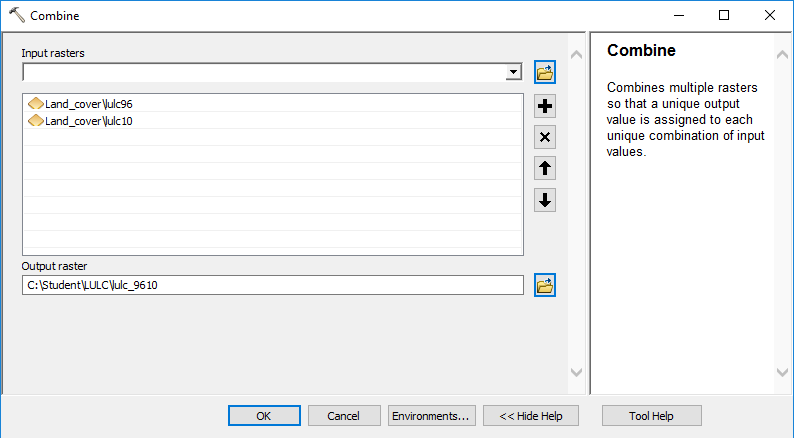 Combine
Input rasters
Land_cover\lulc96
Land_cover\lulc10
Output raster
C:\Student\LULC\lulc_9610
OK
Cancel
Environments...
<< Hide Help
Combine
Combines multiple rasters
so that a unique output
value is assigned to each
unique combination of input
values.
Tool Help